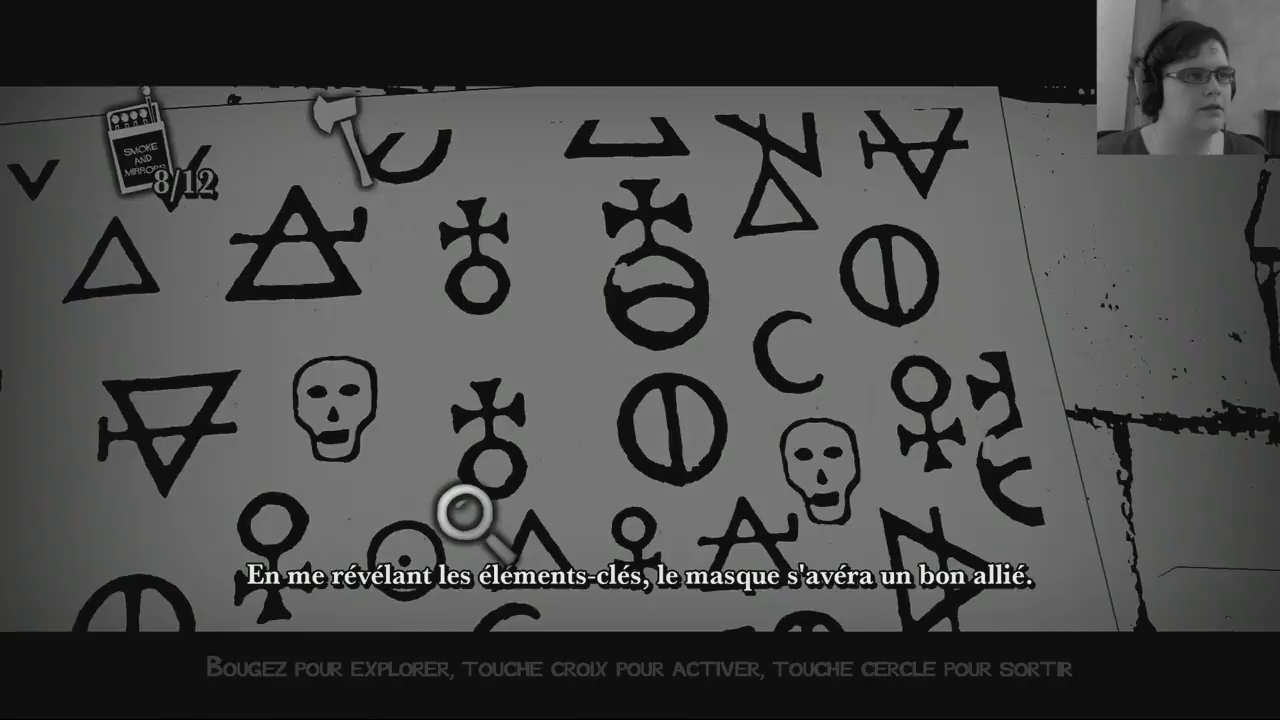 SMOKE
AND
MIRRORS
8/12
En me révélant les élements-clés, le masque s'avéra un bon allié.
BOUGEZ POUR EXPLORER, TOUCHE CROIX POUR ACTIVER, TOUCHE CERCLE POUR SORTIR